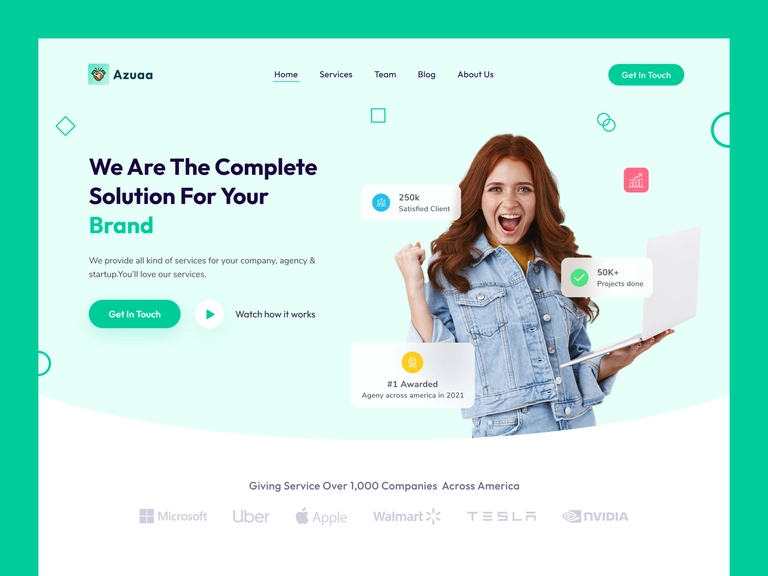 Azuaa
Home Services Team Blog About Us
Get In Touch
We Are The Complete
Solution For Your
Brand
We provide all kind of services for your company, agency &
startup.You'll love our services.
Get In Touch
Watch how it works
250k
Satisfied Client
50K+
Projects done
#1 Awarded
Ageny across america in 2021
Giving Service Over 1,000 Companies Across America
Microsoft Uber Apple Walmart TESLA NVIDIA